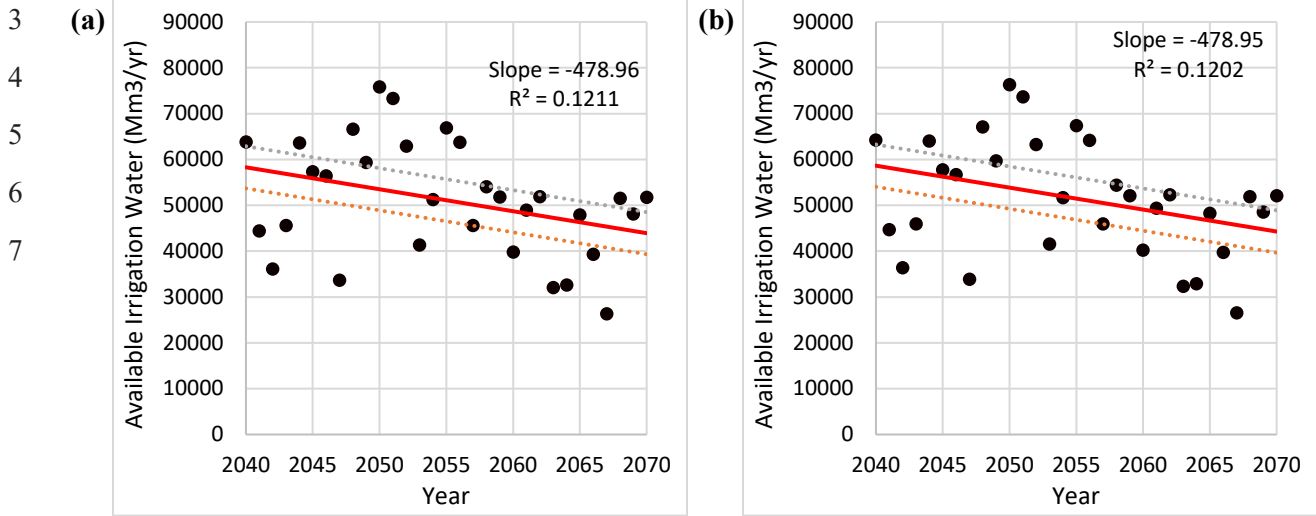 3
4
5
6
7
(a)
Available Irrigation Water (Mm3/yr)
90000
80000
70000
60000
50000
40000
30000
20000
10000
0
Slope = -478.96
R² = 0.1211
2040 2045 2050 2055 2060 2065 2070
Year
(b)
Available Irrigation Water (Mm3/yr)
90000
80000
70000
60000
50000
40000
30000
20000
10000
0
Slope = -478.95
R² = 0.1202
2040 2045 2050 2055 2060 2065 2070
Year